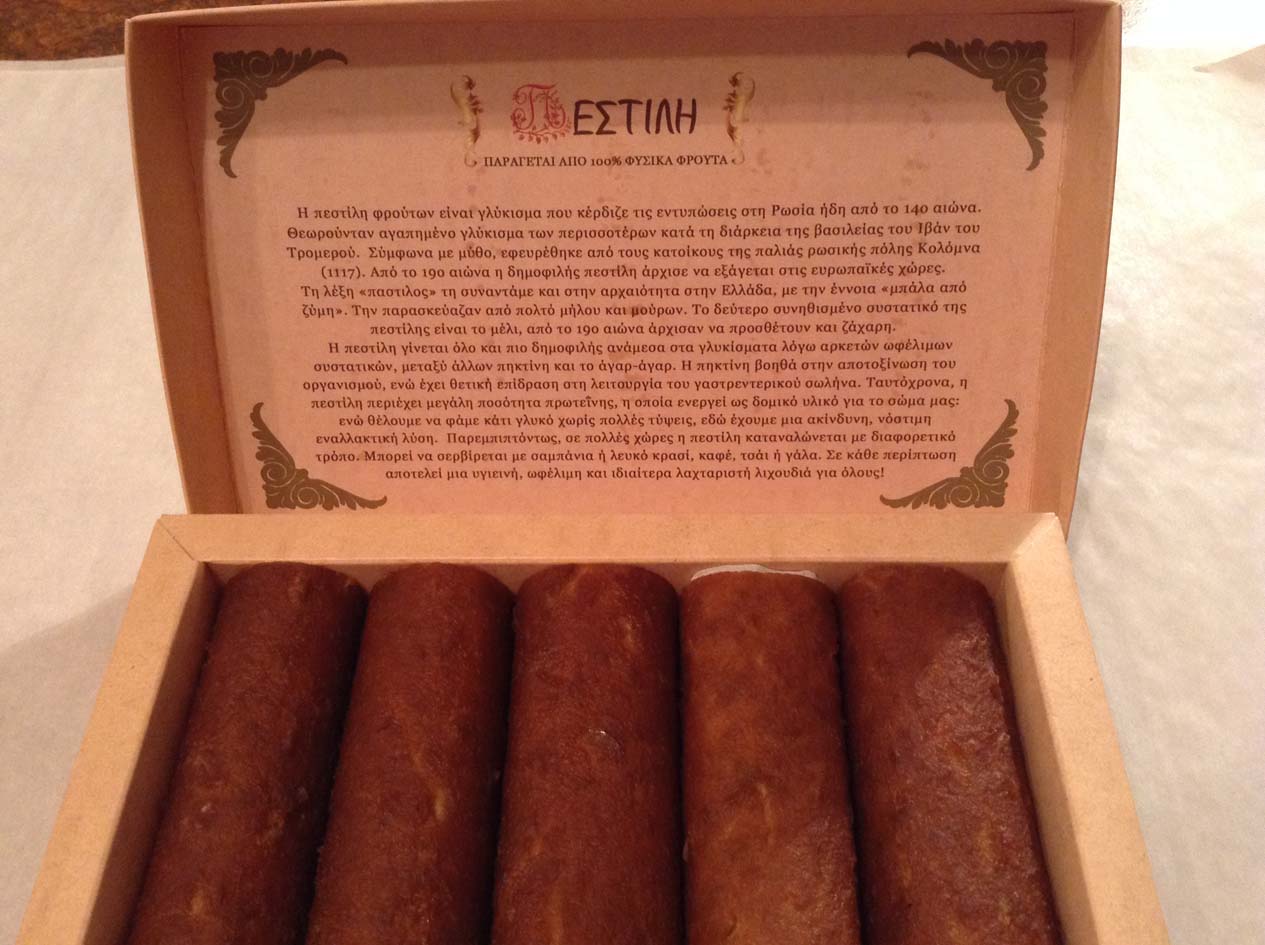 ΠΕΣΤΙΛΗ
ΠΑΡΑΓΕΤΑΙ ΑΠΟ 100% ΦΥΣΙΚΑ ΦΡΟΥΤΑ
Η πεστίλη φρούτων είναι γλύκισμα που κέρδιζε τις εντυπώσεις στη Ρωσία ήδη από το 14ο αιώνα.
Θεωρούνταν αγαπημένο γλύκισμα των περισσοτέρων κατά τη διάρκεια της βασιλείας του Ιβάν του
Τρομερού. Σύμφωνα με μύθο, εφευρέθηκε από τους κατοίκους της παλιάς ρωσικής πόλης Κολόμνα
(1117). Από το 19ο αιώνα η δημοφιλής πεστίλη άρχισε να εξάγεται στις ευρωπαϊκές χώρες.
Τη λέξη «παστιλος» τη συναντάμε και στην αρχαιότητα στην Ελλάδα, με την έννοια «μπάλα από
ζύμη». Την παρασκεύαζαν από πολτό μήλου και μούρων. Το δεύτερο συνηθισμένο συστατικό της
πεστίλης είναι το μέλι, από το 19ο αιώνα άρχισαν να προσθέτουν και ζάχαρη.
Η πεστίλη γίνεται όλο και πιο δημοφιλής ανάμεσα στα γλυκίσματα λόγω αρκετών ωφέλιμων
συστατικών, μεταξύ άλλων πηκτίνη και το άγαρ-άγαρ. Η πηκτίνη βοηθά στην αποτοξίνωση του
οργανισμού, ενώ έχει θετική επίδραση στη λειτουργία του γαστρεντερικού σωλήνα. Ταυτόχρονα, η
πεστίλη περιέχει μεγάλη ποσότητα πρωτεΐνης, η οποία ενεργεί ως δομικό υλικό για το σώμα μας:
ενώ θέλουμε να φάμε κάτι γλυκό χωρίς πολλές τύψεις, εδώ έχουμε μια ακίνδυνη, νόστιμη
εναλλακτική λύση. Παρεμπιπτόντως, σε πολλές χώρες η πεστίλη καταναλώνεται με διαφορετικό
τρόπο. Μπορεί να σερβίρεται με σαμπάνια ή λευκό κρασί, καφέ, τσάι ή γάλα. Σε κάθε περίπτωση
αποτελεί μια υγιεινή, ωφέλιμη και ιδιαίτερα λαχταριστή λιχουδιά για όλους!